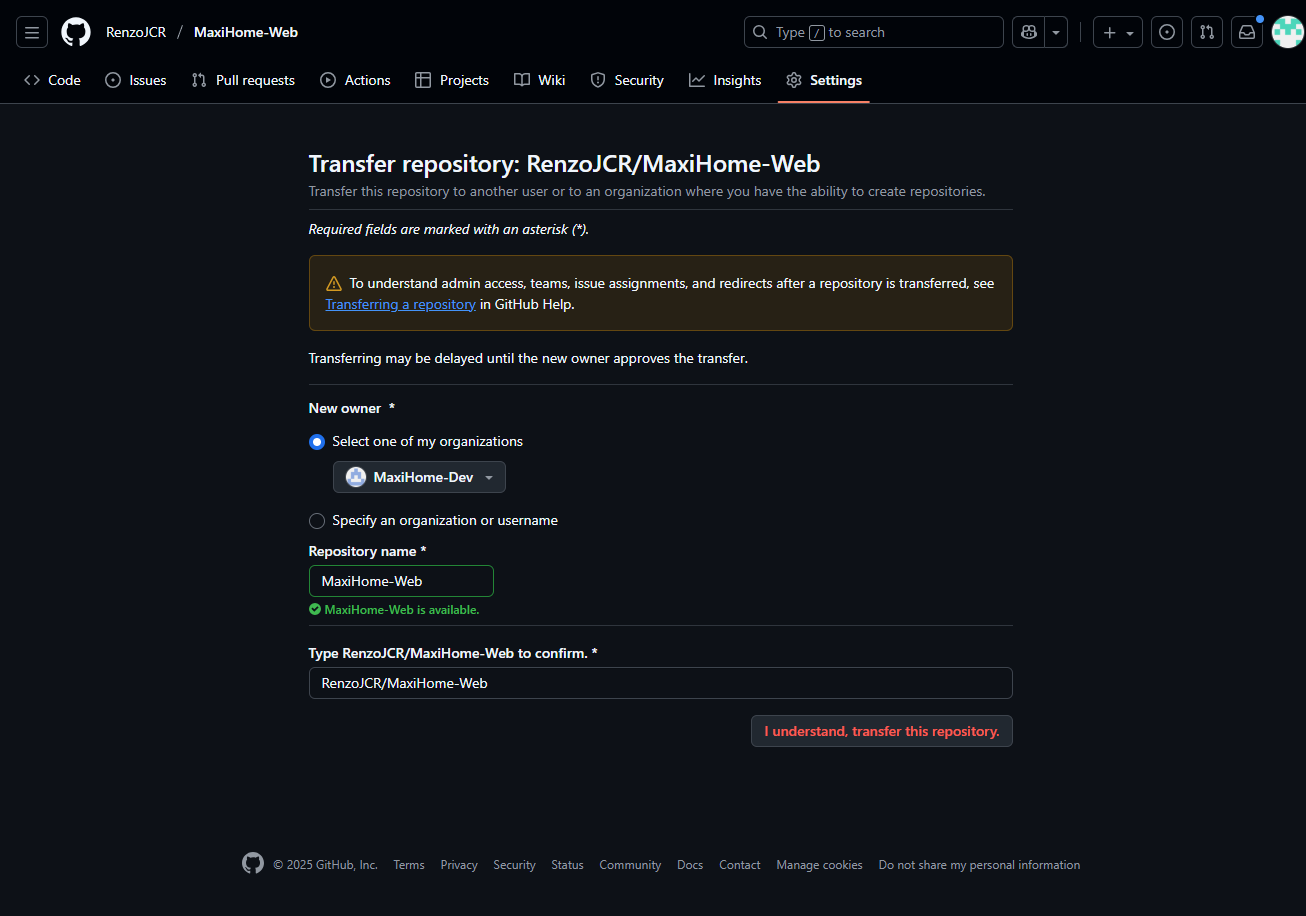 RenzoJCR / MaxiHome-Web
Type / to search
Code Issues Pull requests Actions Projects Wiki Security Insights Settings
Transfer repository: RenzoJCR/MaxiHome-Web
Transfer this repository to another user or to an organization where you have the ability to create repositories.
Required fields are marked with an asterisk (*).
To understand admin access, teams, issue assignments, and redirects after a repository is transferred, see
Transferring a repository in GitHub Help.
Transferring may be delayed until the new owner approves the transfer.
New owner *
Select one of my organizations
MaxiHome-Dev
Specify an organization or username
Repository name *
MaxiHome-Web
MaxiHome-Web is available.
Type RenzoJCR/MaxiHome-Web to confirm. *
RenzoJCR/MaxiHome-Web
I understand, transfer this repository.
© 2025 GitHub, Inc. Terms Privacy Security Status Community Docs Contact Manage cookies Do not share my personal information